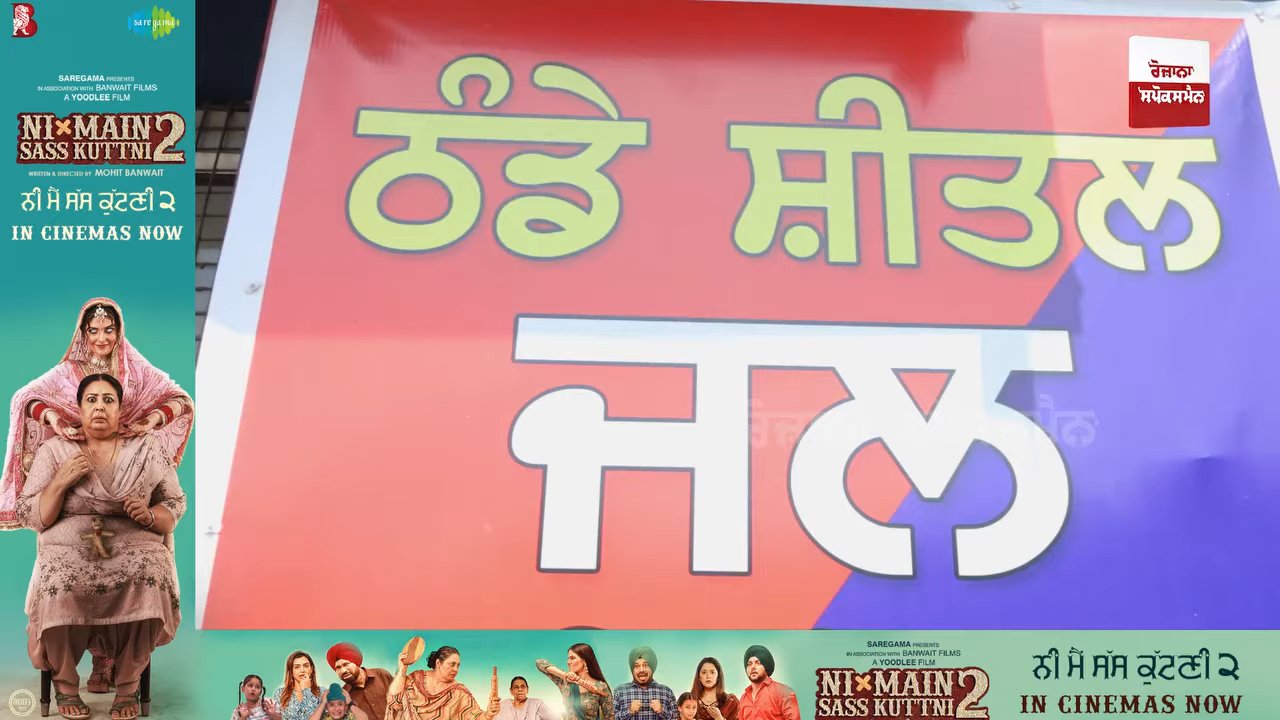 saregama
SAREGAMA PRESENTS
IN ASSOCIATION WITH BANWAIT FILMS
A YOODLEE FILM
NI MAIN 2
SASS KUTTNI
WRITTEN & DIRECTED BY MOHIT BANWAIT
ਨੀ ਮੈਂ ਸੱਸ ਕੁੱਟਣੀ ੨
IN CINEMAS NOW
ਰੋਜ਼ਾਨਾ
ਸਪੋਕਸਮੈਨ
ਠੰਡੇ ਸ਼ੀਤਲ
ਜਲ
SAREGAMA PRESENTS
IN ASSOCIATION WITH BANWAIT FILMS
A YOODLEE FILM
NI MAIN 2
SASS KUTTNI
ਨੀ ਮੈਂ ਸੱਸ ਕੁੱਟਣੀ ੨
IN CINEMAS NOW